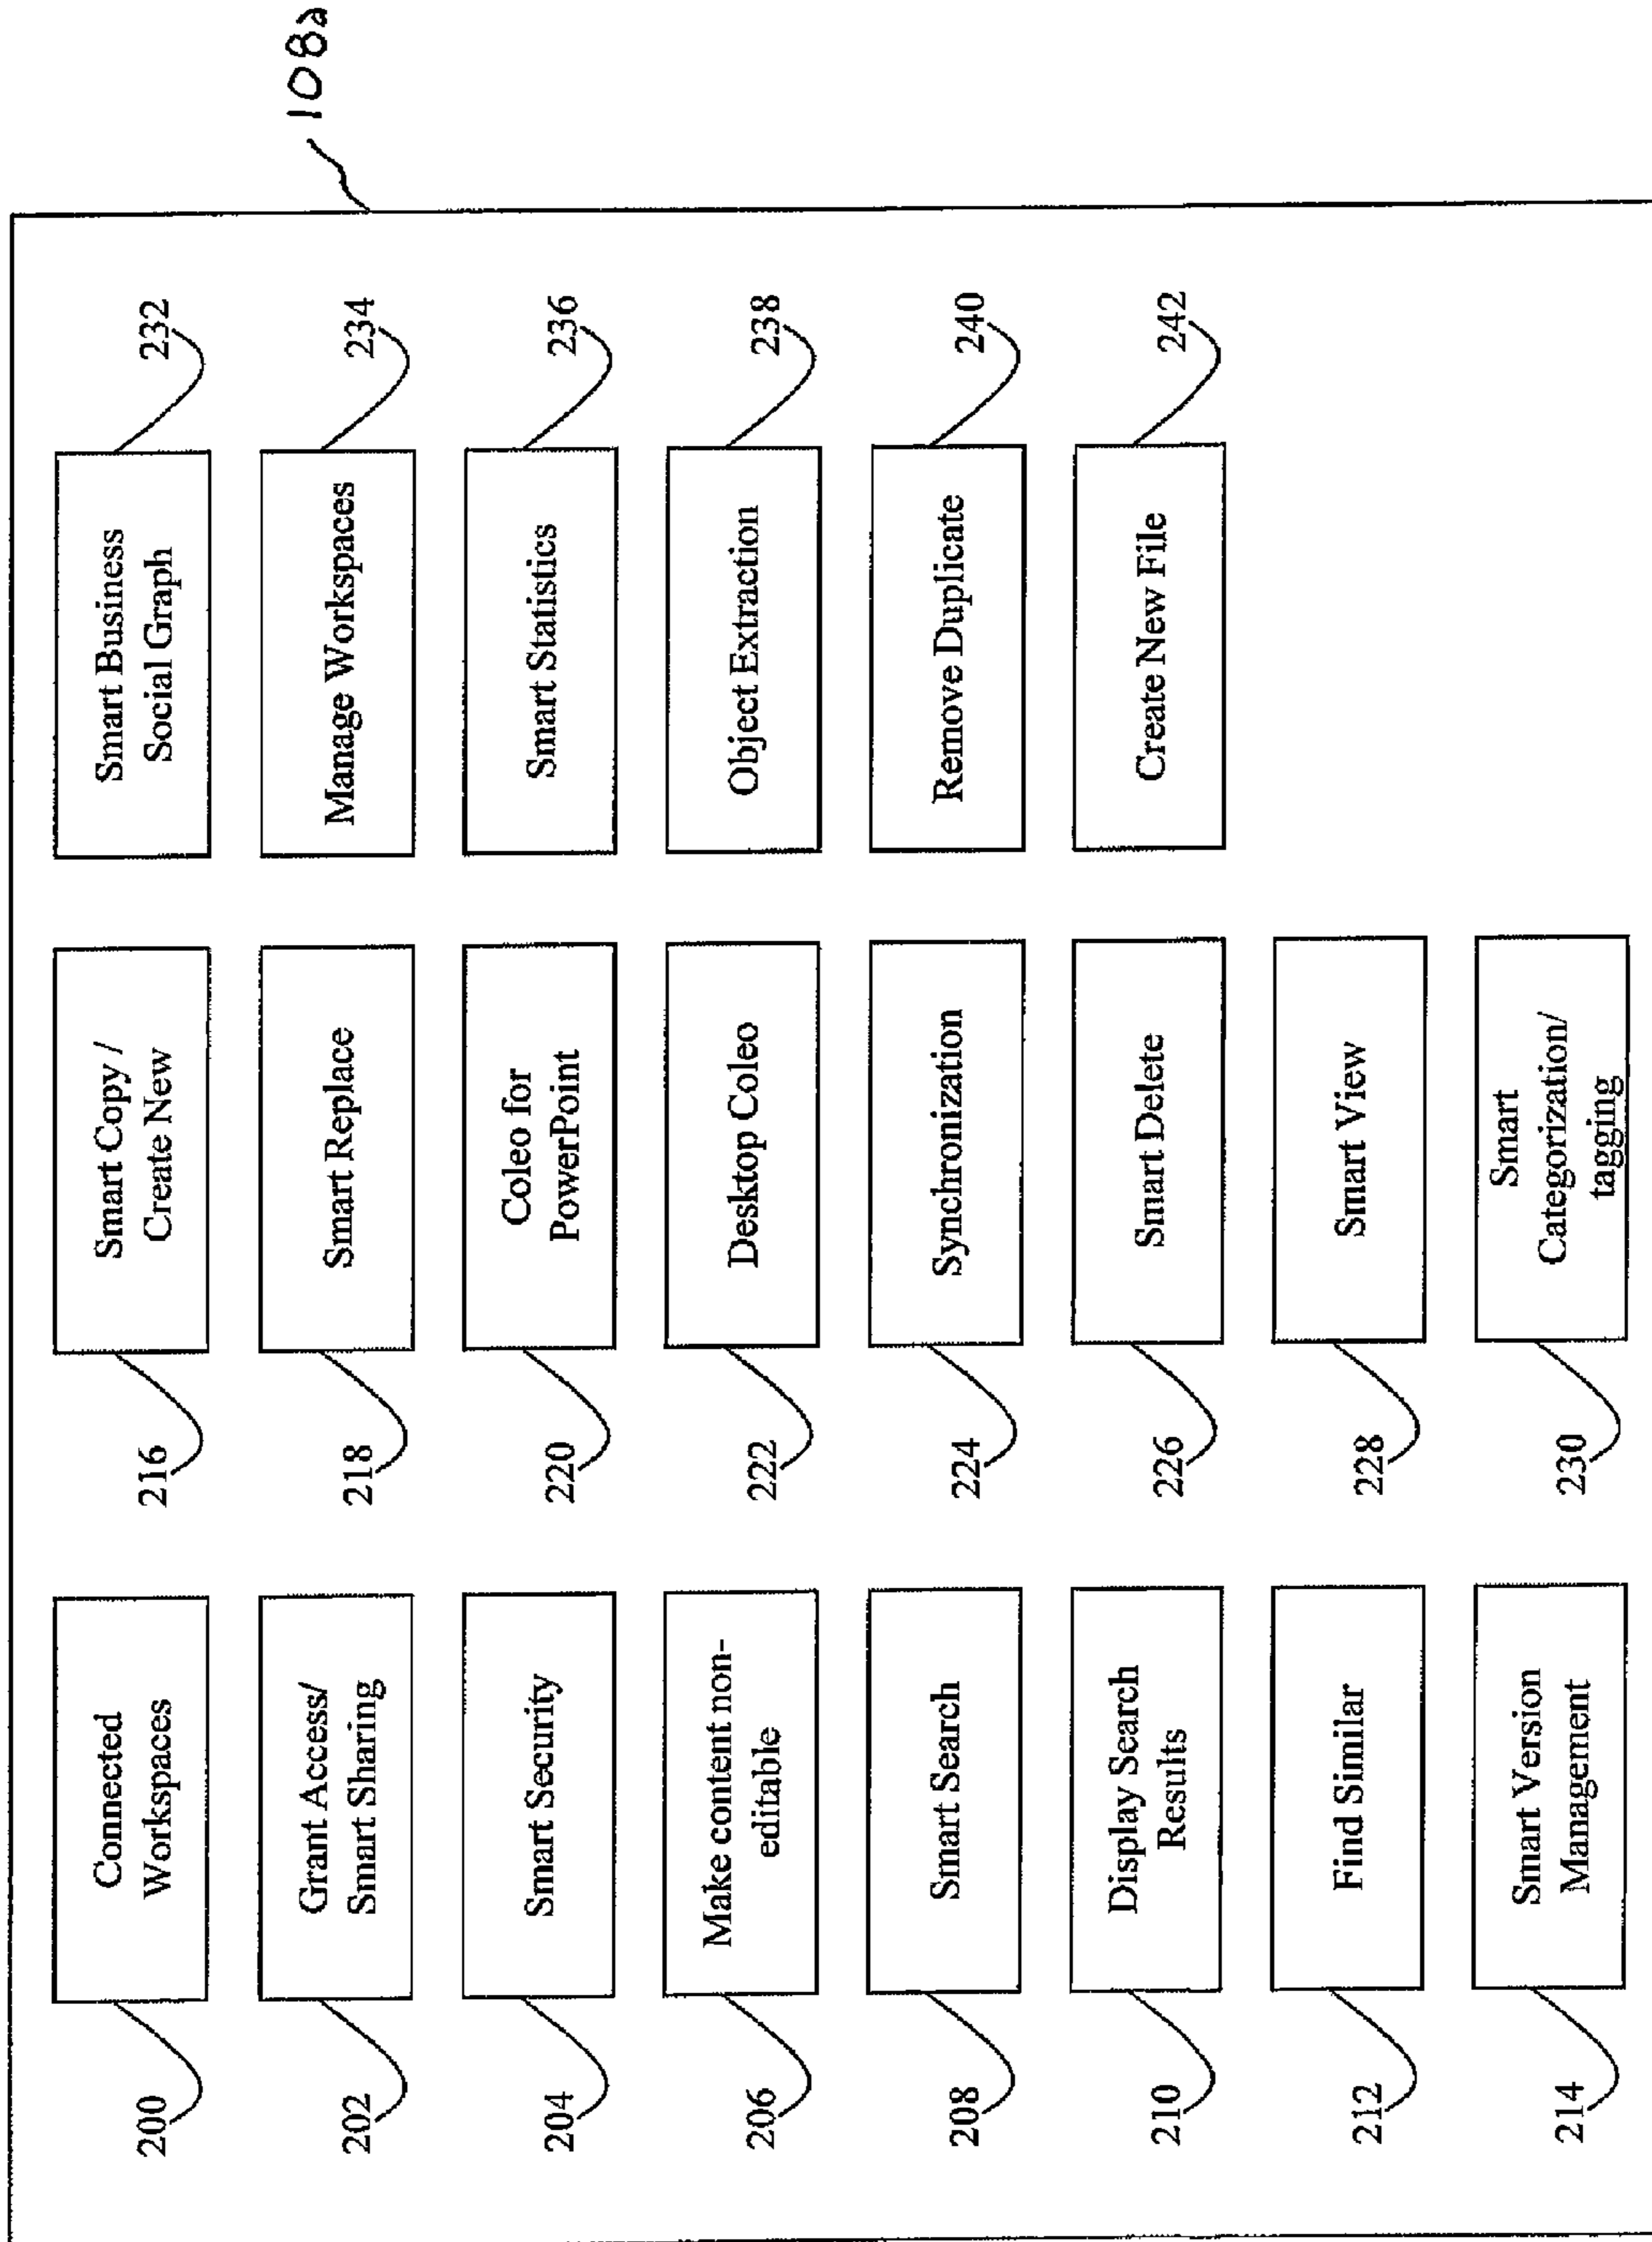 108a
200
Connected
Workspaces
202
Grant Access/
Smart Sharing
204
Smart Security
206
Make content non-
editable
208
Smart Search
210
Display Search
Results
212
Find Similar
214
Smart Version
Management
216
Smart Copy /
Create New
218
Smart Replace
220
Coleo for
PowerPoint
222
Desktop Coleo
224
Synchronization
226
Smart Delete
228
Smart View
230
Smart
Categorization/
tagging
232
Smart Business
Social Graph
234
Manage Workspaces
236
Smart Statistics
238
Object Extraction
240
Remove Duplicate
242
Create New File